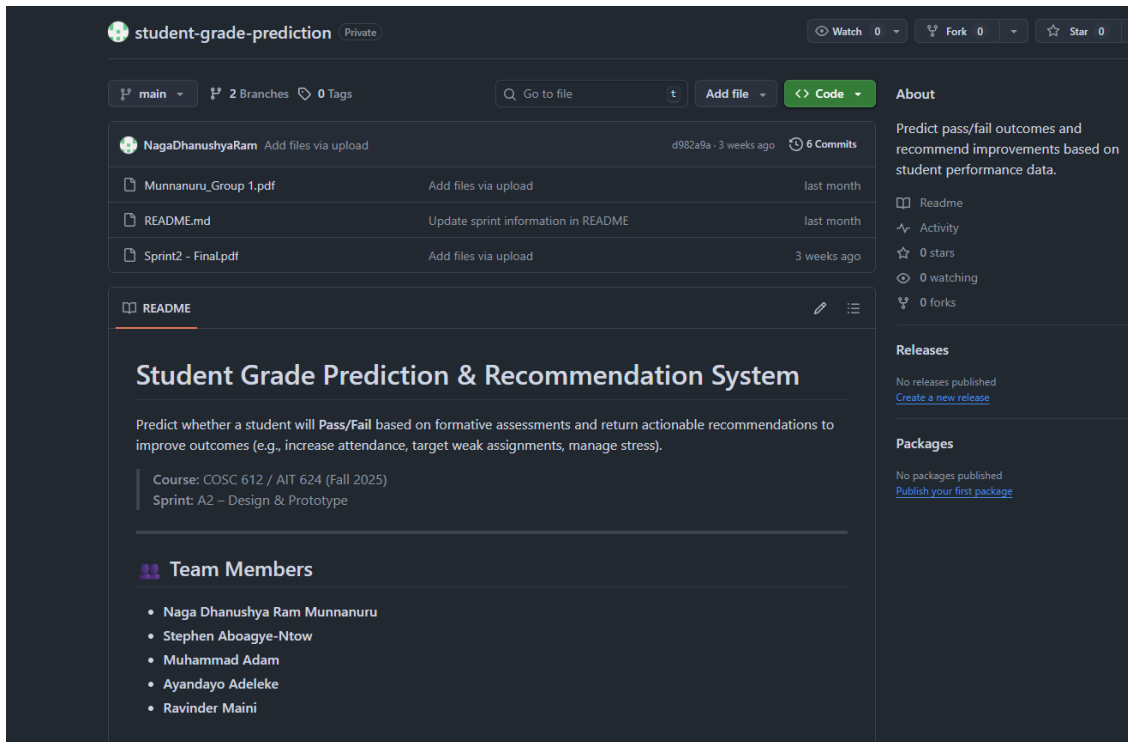 student-grade-prediction Private
Watch 0
Fork 0
Star 0
main
2 Branches
0 Tags
Go to file
t
Add file
Code
NagaDhanushyaRam Add files via upload
d982a9a · 3 weeks ago
6 Commits
Munnanuru_Group 1.pdf Add files via upload last month
README.md Update sprint information in README last month
Sprint2 - Final.pdf Add files via upload 3 weeks ago
README
Student Grade Prediction & Recommendation System
Predict whether a student will Pass/Fail based on formative assessments and return actionable recommendations to
improve outcomes (e.g., increase attendance, target weak assignments, manage stress).
Course: COSC 612 / AIT 624 (Fall 2025)
Sprint: A2 – Design & Prototype
Team Members
• Naga Dhanushya Ram Munnanuru
• Stephen Aboagye-Ntow
• Muhammad Adam
• Ayandayo Adeleke
• Ravinder Maini
About
Predict pass/fail outcomes and
recommend improvements based on
student performance data.
Readme
Activity
0 stars
0 watching
0 forks
Releases
No releases published
Create a new release
Packages
No packages published
Publish your first package